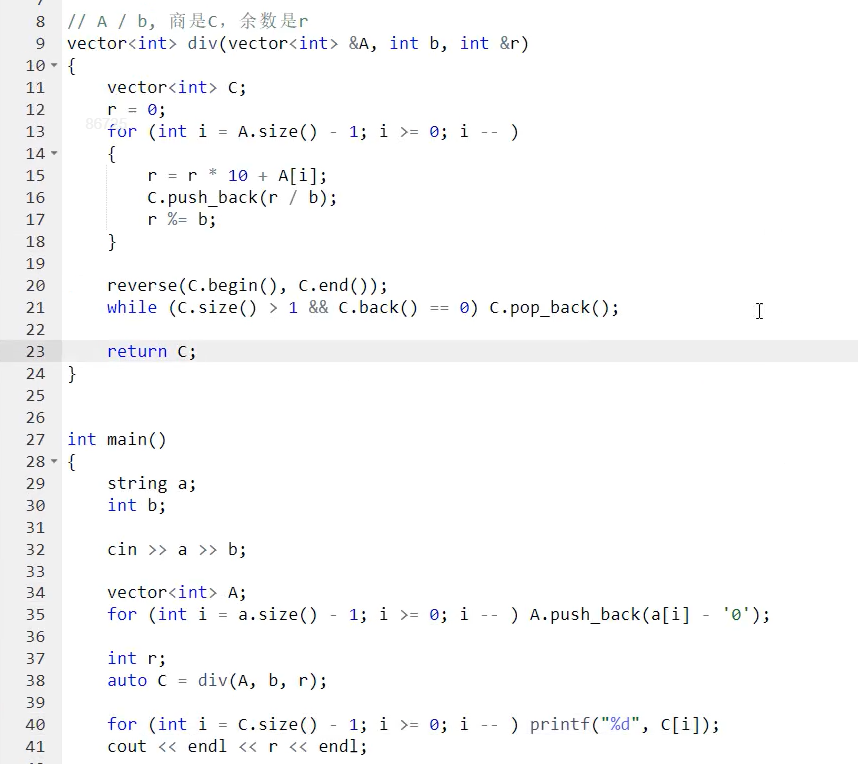 8 // A / b, 商是C, 余数是r
9 vector<int> div(vector<int> &A, int b, int &r)
10 {
11     vector<int> C;
12     r = 0;
13     for (int i = A.size() - 1; i >= 0; i -- )
14     {
15         r = r * 10 + A[i];
16         C.push_back(r / b);
17         r %= b;
18     }
19
20     reverse(C.begin(), C.end());
21     while (C.size() > 1 && C.back() == 0) C.pop_back();
22
23     return C;
24 }
25
26
27 int main()
28 {
29     string a;
30     int b;
31
32     cin >> a >> b;
33
34     vector<int> A;
35     for (int i = a.size() - 1; i >= 0; i -- ) A.push_back(a[i] - '0');
36
37     int r;
38     auto C = div(A, b, r);
39
40     for (int i = C.size() - 1; i >= 0; i -- ) printf("%d", C[i]);
41     cout << endl << r << endl;